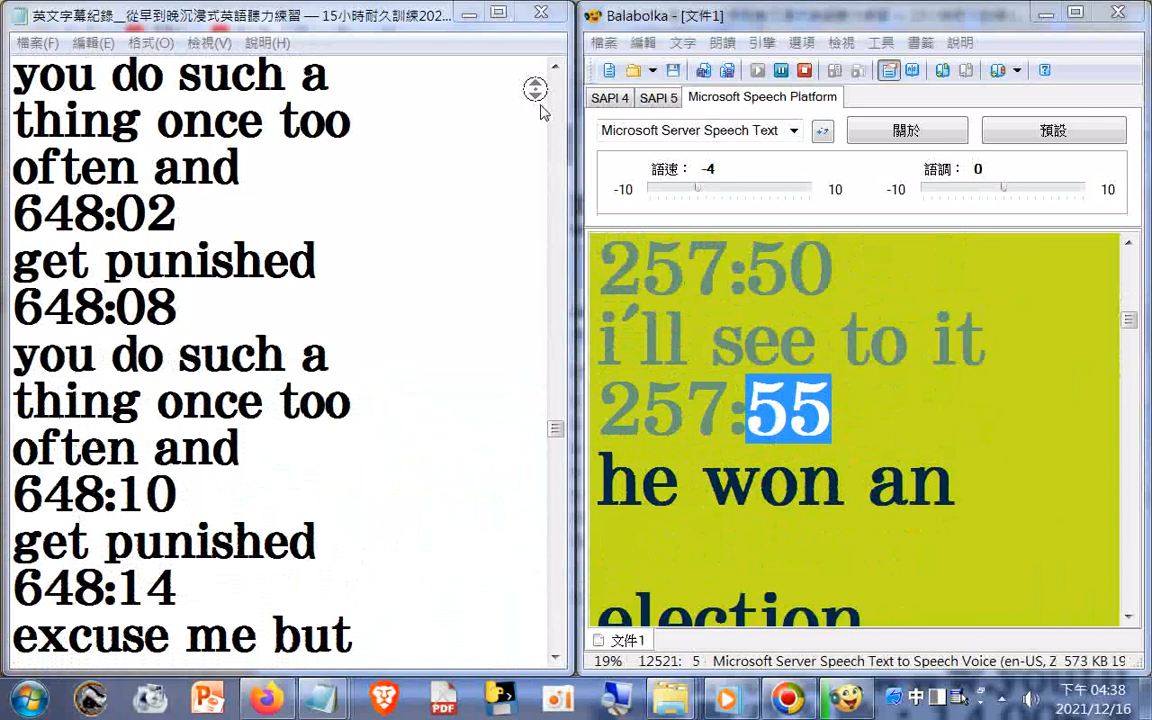 英文字幕紀錄__從早到晚沉浸式英語聽力練習 — 15小時耐久訓練202...
檔案(F) 編輯(E) 格式(O) 檢視(V) 說明(H)
you do such a
thing once too
often and
648:02
get punished
648:08
you do such a
thing once too
often and
648:10
get punished
648:14
excuse me but
Balabolka - [文件1]
檔案 編輯 文字 朗讀 引擎 選項 檢視 工具 書籤 說明
SAPI 4 SAPI 5 Microsoft Speech Platform
Microsoft Server Speech Text 關於 預設
語速： -4 語調： 0
-10 10 -10 10
257:50
i´ll see to it
257:55
he won an
election
文件1
19% 12521: 5 Microsoft Server Speech Text to Speech Voice (en-US, Z 573 KB 19
PDF 中 下午 04:38
2021/12/16